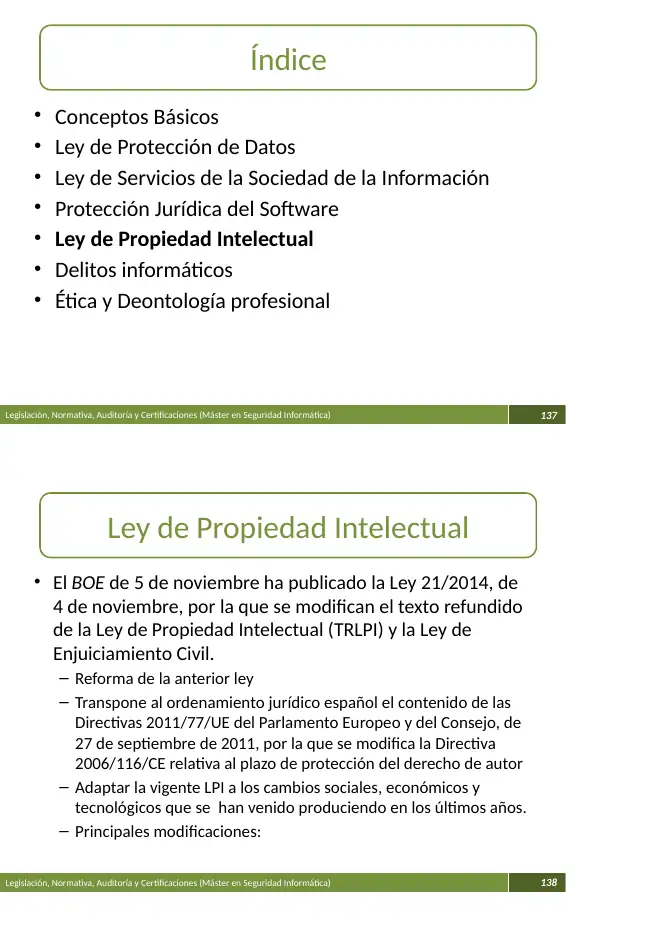 Índice
• Conceptos Básicos
• Ley de Protección de Datos
• Ley de Servicios de la Sociedad de la Información
• Protección Jurídica del Software
• Ley de Propiedad Intelectual
• Delitos informáticos
• Ética y Deontología profesional
Legislación, Normativa, Auditoría y Certificaciones (Máster en Seguridad Informática) 137
Ley de Propiedad Intelectual
• El BOE de 5 de noviembre ha publicado la Ley 21/2014, de
4 de noviembre, por la que se modifican el texto refundido
de la Ley de Propiedad Intelectual (TRLPI) y la Ley de
Enjuiciamiento Civil.
– Reforma de la anterior ley
– Transpone al ordenamiento jurídico español el contenido de las
Directivas 2011/77/UE del Parlamento Europeo y del Consejo, de
27 de septiembre de 2011, por la que se modifica la Directiva
2006/116/CE relativa al plazo de protección del derecho de autor
– Adaptar la vigente LPI a los cambios sociales, económicos y
tecnológicos que se  han venido produciendo en los últimos años.
– Principales modificaciones:
Legislación, Normativa, Auditoría y Certificaciones (Máster en Seguridad Informática) 138